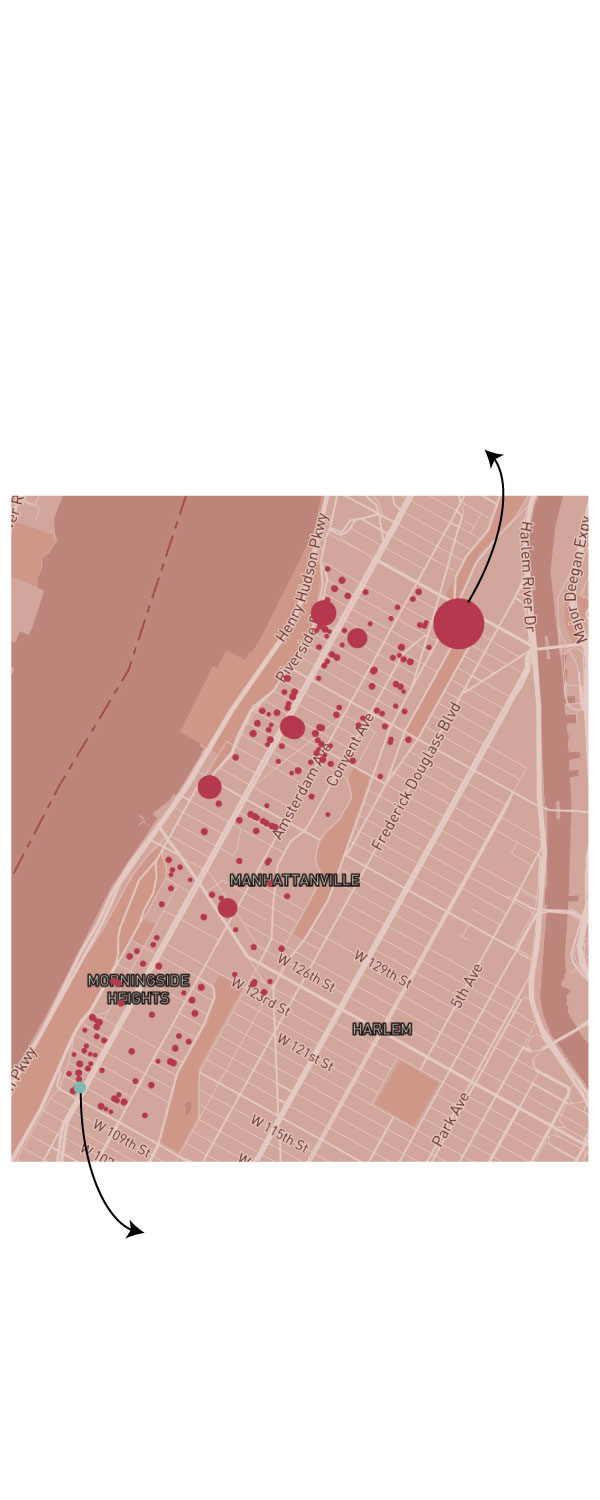 Henry Hudson Pkwy
Harlem River Dr
Major Deegan Expy
Riverside
Convent Ave
Amsterdam Ave
Frederick Douglass Blvd
MANHATTANVILLE
W 126th St
W 129th St
5th Ave
MORNINGSIDE
HEIGHTS
W 123rd St
HARLEM
W 121st St
Pkwy
Park Ave
W 109th St
W 115th St
W